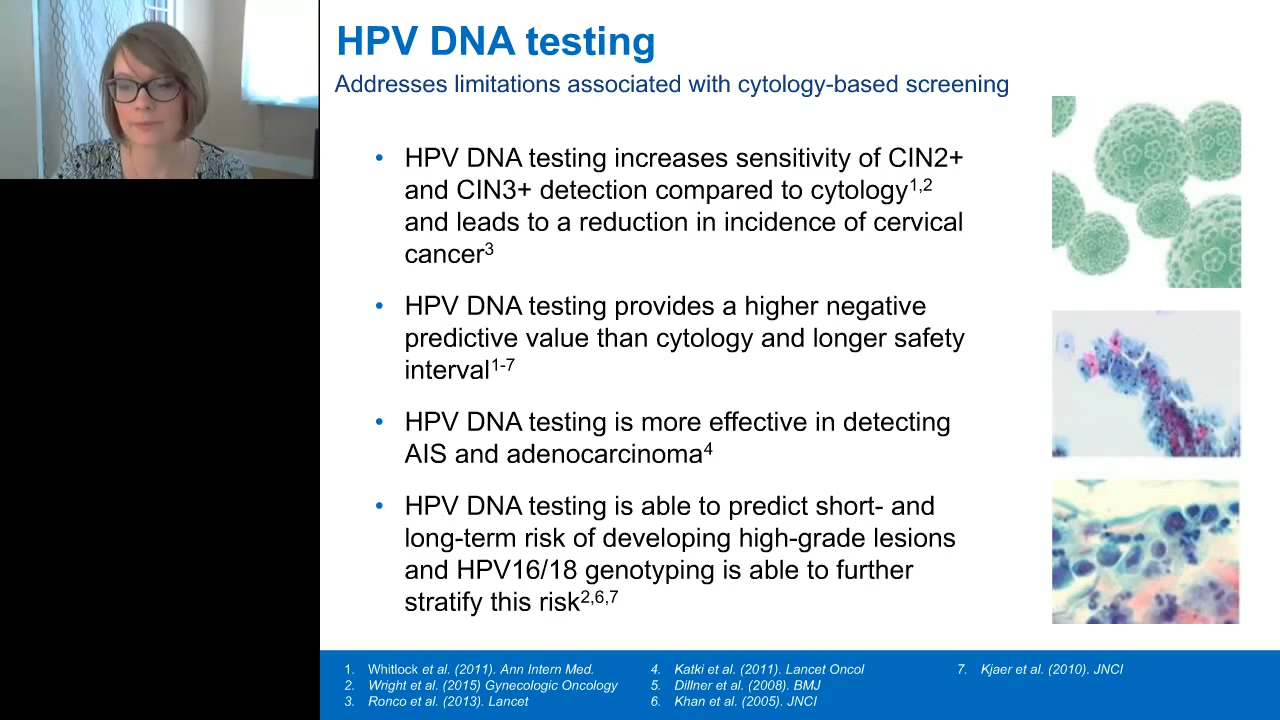 HPV DNA testing
Addresses limitations associated with cytology-based screening
• HPV DNA testing increases sensitivity of CIN2+
and CIN3+ detection compared to cytology1,2
and leads to a reduction in incidence of cervical
cancer3
• HPV DNA testing provides a higher negative
predictive value than cytology and longer safety
interval1-7
• HPV DNA testing is more effective in detecting
AIS and adenocarcinoma4
• HPV DNA testing is able to predict short- and
long-term risk of developing high-grade lesions
and HPV16/18 genotyping is able to further
stratify this risk2,6,7
1. Whitlock et al. (2011). Ann Intern Med.
2. Wright et al. (2015) Gynecologic Oncology
3. Ronco et al. (2013). Lancet
4. Katki et al. (2011). Lancet Oncol
5. Dillner et al. (2008). BMJ
6. Khan et al. (2005). JNCI
7. Kjaer et al. (2010). JNCI